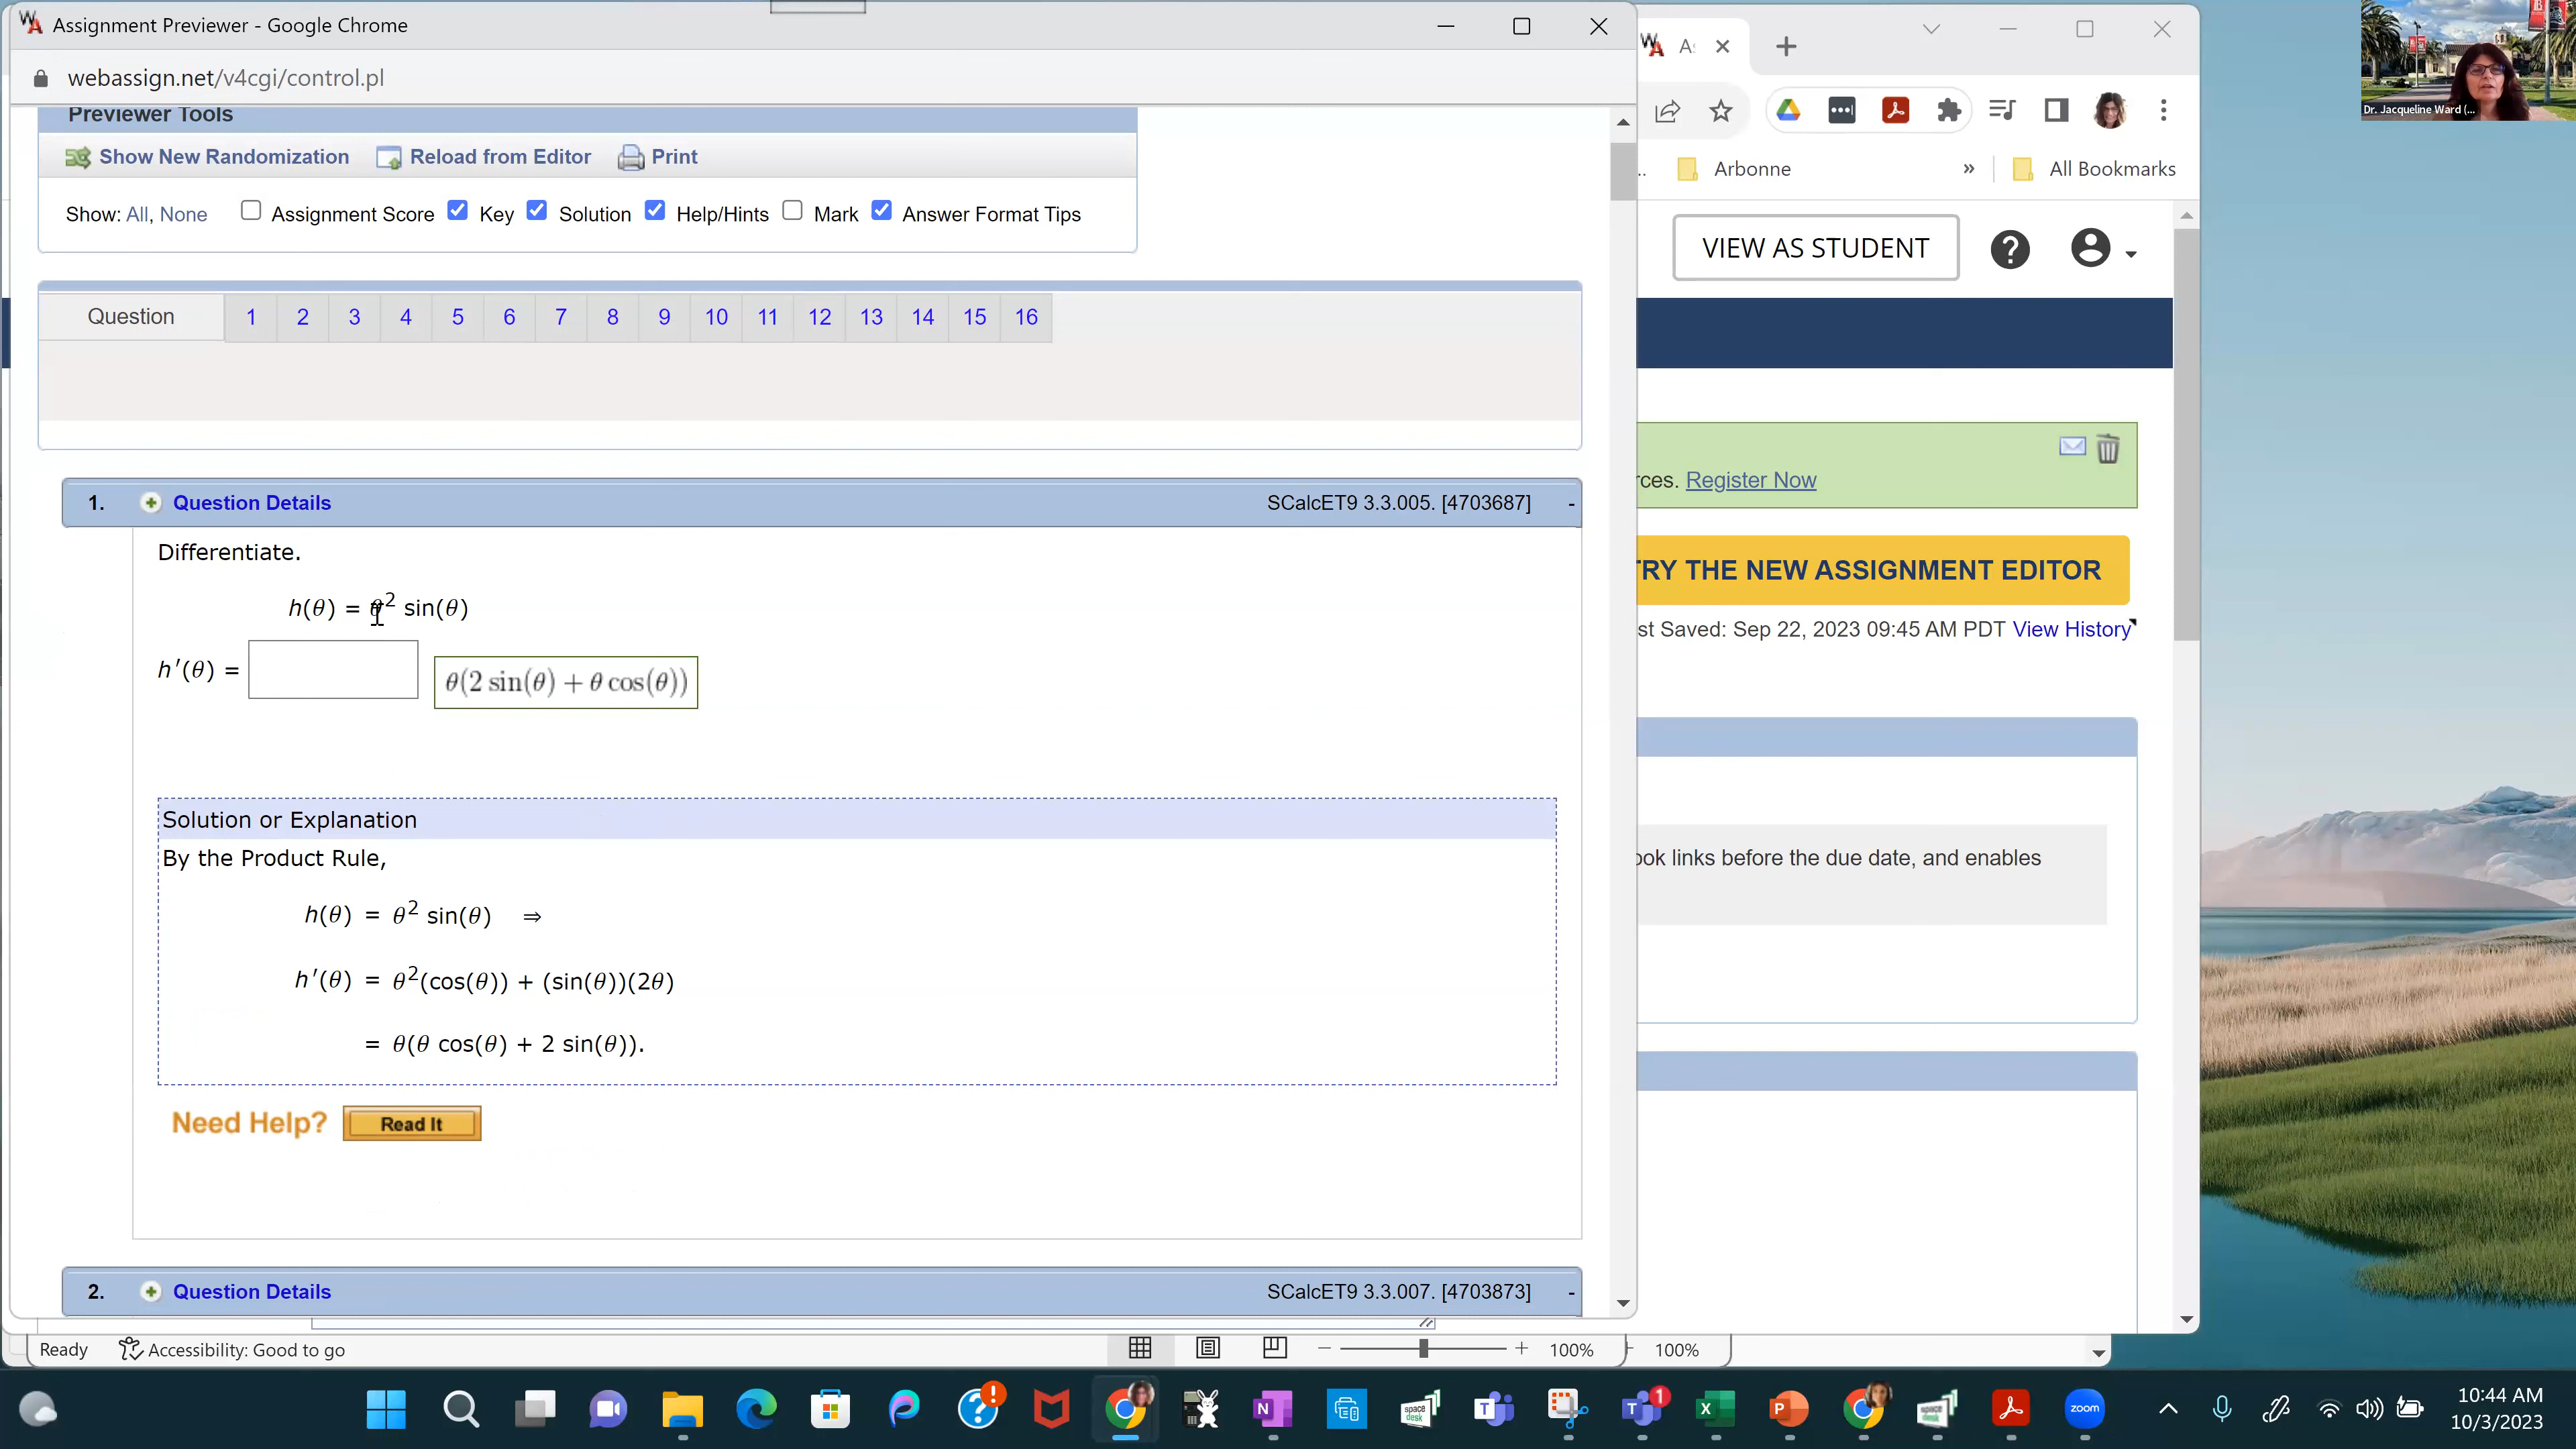 Assignment Previewer - Google Chrome
webassign.net/v4cgi/control.pl
Previewer Tools
Show New Randomization Reload from Editor Print
Show: All, None Assignment Score Key Solution Help/Hints Mark Answer Format Tips
Question 1 2 3 4 5 6 7 8 9 10 11 12 13 14 15 16
1. Question Details SCalcET9 3.3.005. [4703687] -
Differentiate.
h(θ) = θ² sin(θ)
h′(θ) = θ(2 sin(θ) + θ cos(θ))
Solution or Explanation
By the Product Rule,
h(θ) = θ² sin(θ) ⇒
h′(θ) = θ²(cos(θ)) + (sin(θ))(2θ)
= θ(θ cos(θ) + 2 sin(θ)).
Need Help? Read It
2. Question Details SCalcET9 3.3.007. [4703873] -
Arbonne » All Bookmarks
VIEW AS STUDENT
rces. Register Now
TRY THE NEW ASSIGNMENT EDITOR
st Saved: Sep 22, 2023 09:45 AM PDT View History
ook links before the due date, and enables
Dr. Jacqueline Ward (...
Ready Accessibility: Good to go 100% 100%
space desk
zoom
10:44 AM
10/3/2023